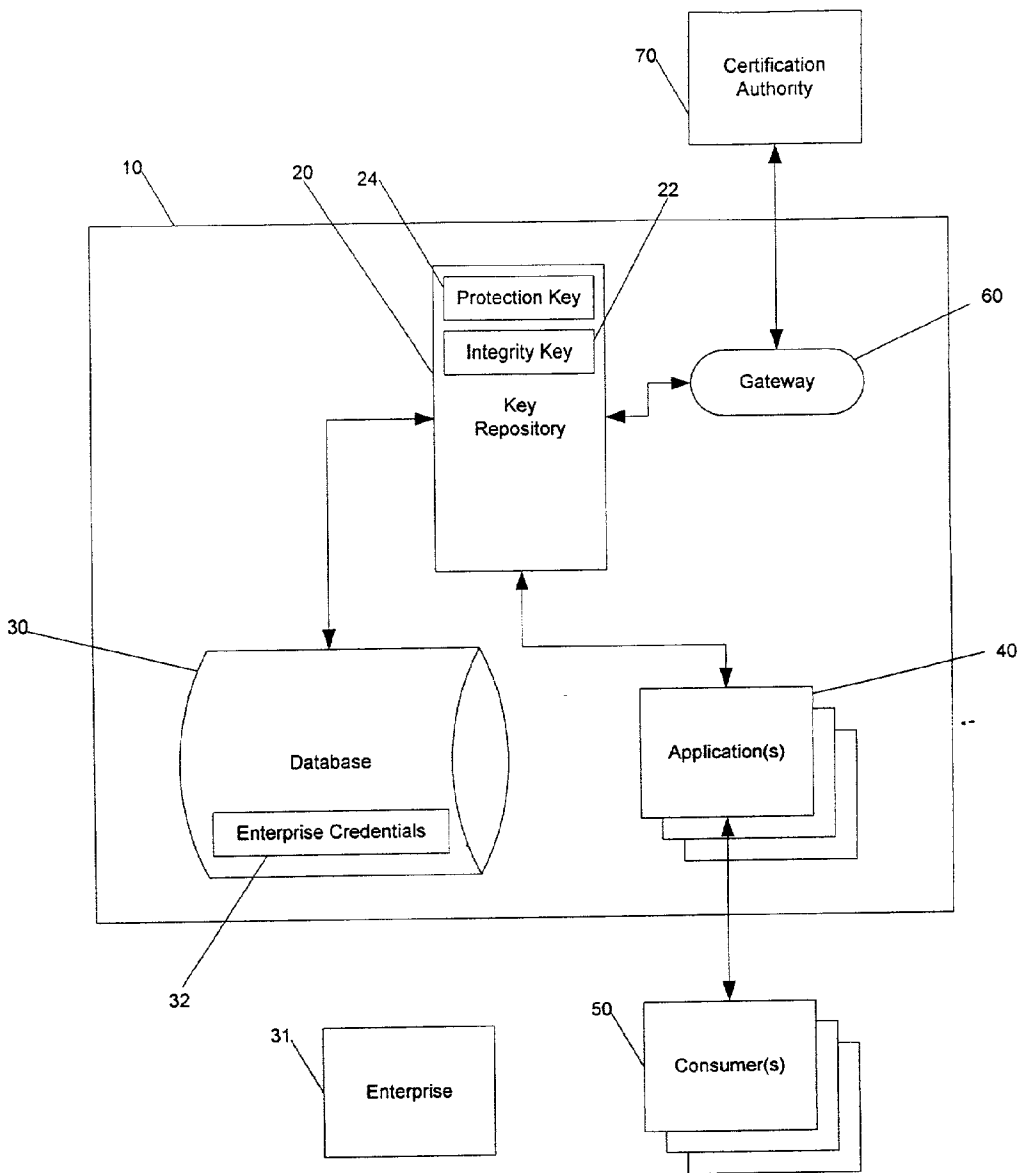 70
Certification
Authority
10
20
24
22
Protection Key
Integrity Key
60
Gateway
Key
Repository
30
40
Database
Application(s)
Enterprise Credentials
32
31
50
Enterprise
Consumer(s)